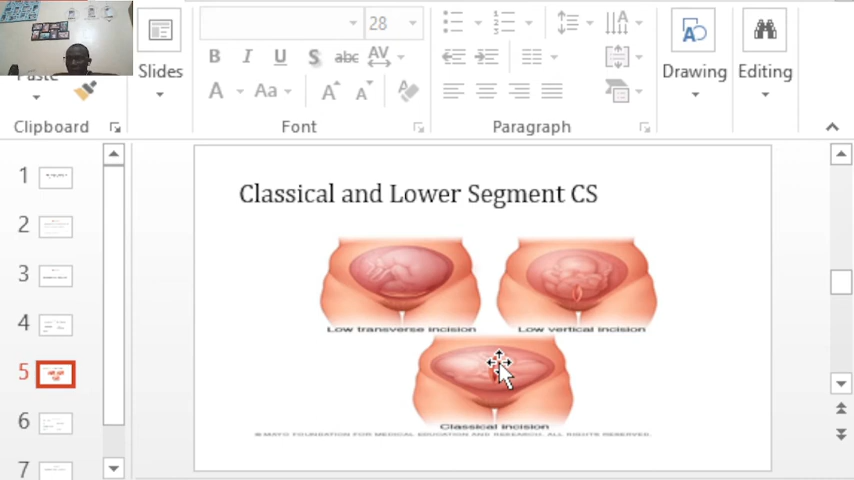 Paste
Slides
28
B I U S abc AV
A Aa A A
Clipboard
Font
Paragraph
Drawing
Editing
1
2
3
4
5
6
7
Classical and Lower Segment CS
Low transverse incision
Low vertical incision
Classical incision
© MAYO FOUNDATION FOR MEDICAL EDUCATION AND RESEARCH. ALL RIGHTS RESERVED.